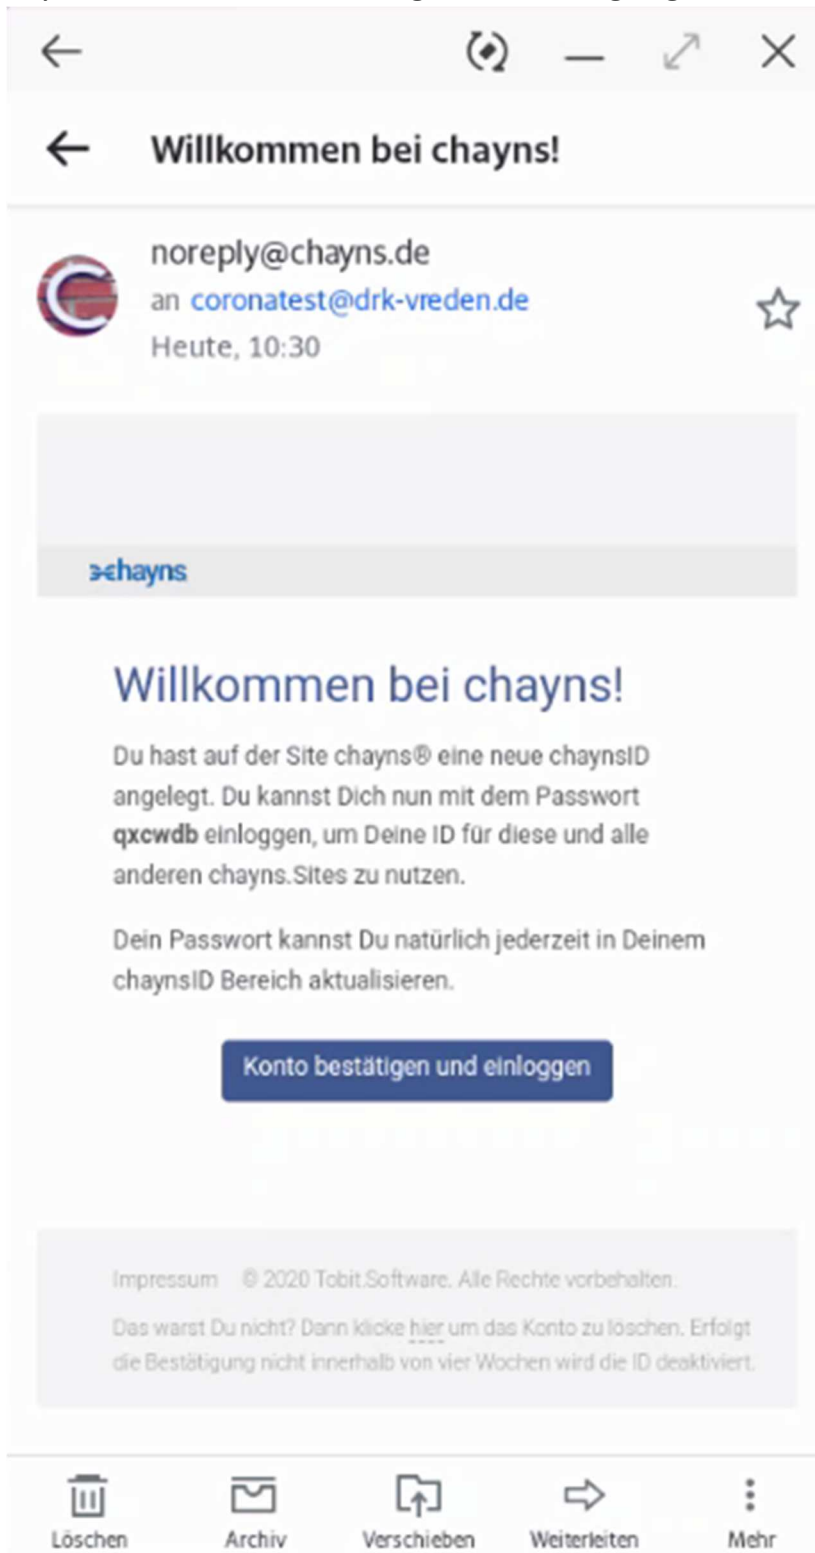 Willkommen bei chayns!
noreply@chayns.de
an coronatest@drk-vreden.de
Heute, 10:30
chayns
Willkommen bei chayns!
Du hast auf der Site chayns® eine neue chaynsID
angelegt. Du kannst Dich nun mit dem Passwort
qxcwdb einloggen, um Deine ID für diese und alle
anderen chayns.Sites zu nutzen.
Dein Passwort kannst Du natürlich jederzeit in Deinem
chaynsID Bereich aktualisieren.
Konto bestätigen und einloggen
Impressum © 2020 Tobit.Software. Alle Rechte vorbehalten.
Das warst Du nicht? Dann klicke hier um das Konto zu löschen. Erfolgt
die Bestätigung nicht innerhalb von vier Wochen wird die ID deaktiviert.
Löschen Archiv Verschieben Weiterleiten Mehr